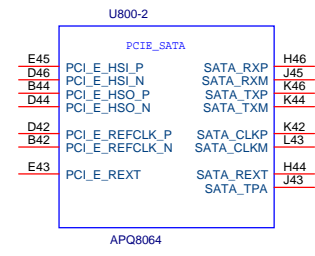 U800-2
PCIE_SATA
E45 PCI_E_HSI_P SATA_RXP H46
D46 PCI_E_HSI_N SATA_RXM J45
B44 PCI_E_HSO_P SATA_TXP K46
D44 PCI_E_HSO_N SATA_TXM K44
D42 PCI_E_REFCLK_P SATA_CLKP K42
B42 PCI_E_REFCLK_N SATA_CLKM L43
E43 PCI_E_REXT SATA_REXT H44
SATA_TPA J43
APQ8064